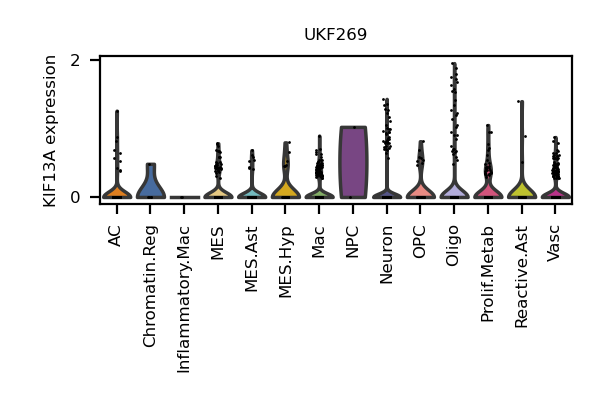 UKF269
KIF13A expression
2
0
AC
Chromatin.Reg
Inflammatory.Mac
MES
MES.Ast
MES.Hyp
Mac
NPC
Neuron
OPC
Oligo
Prolif.Metab
Reactive.Ast
Vasc